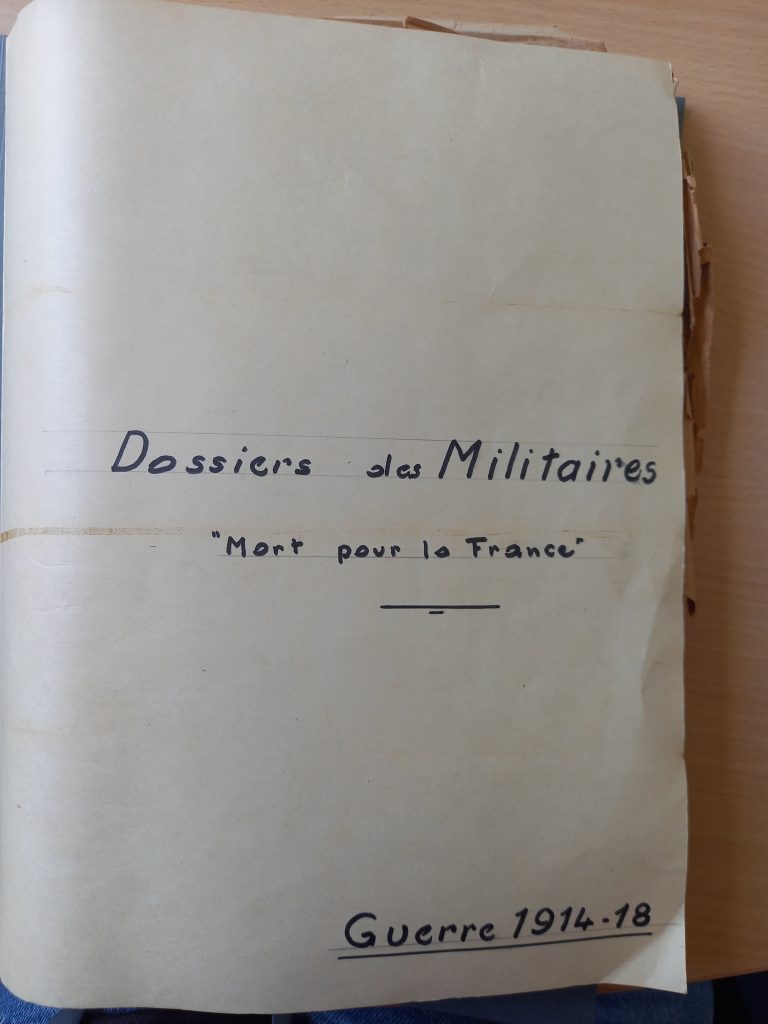 Dossiers des Militaires
"Mort pour la France"
Guerre 1914-18